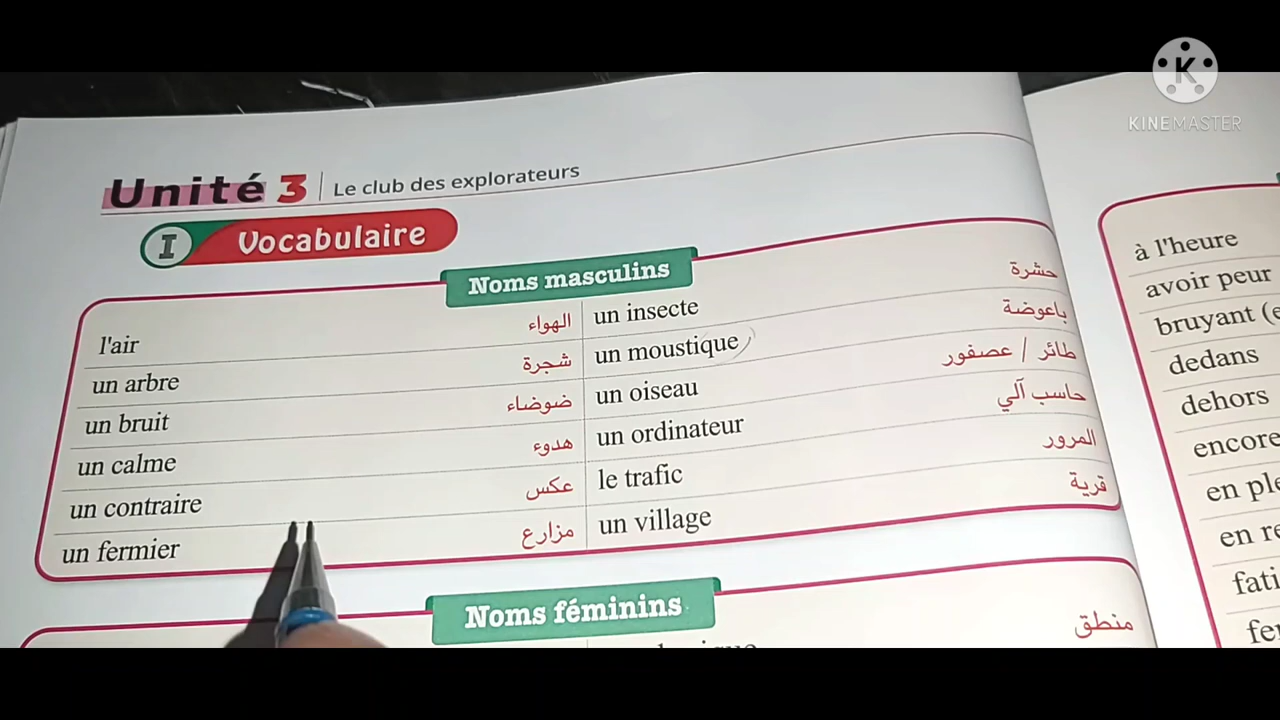 KINEMASTER
Unité 3 Le club des explorateurs
I Vocabulaire
Noms masculins
l'air الهواء
un arbre شجرة
un bruit ضوضاء
un calme هدوء
un contraire عكس
un fermier مزارع
un insecte حشرة
un moustique باعوضة
un oiseau طائر / عصفور
un ordinateur حاسب آلي
le trafic المرور
un village قرية
Noms féminins
منطق
à l'heure
avoir peur
bruyant
dedans
dehors
encore